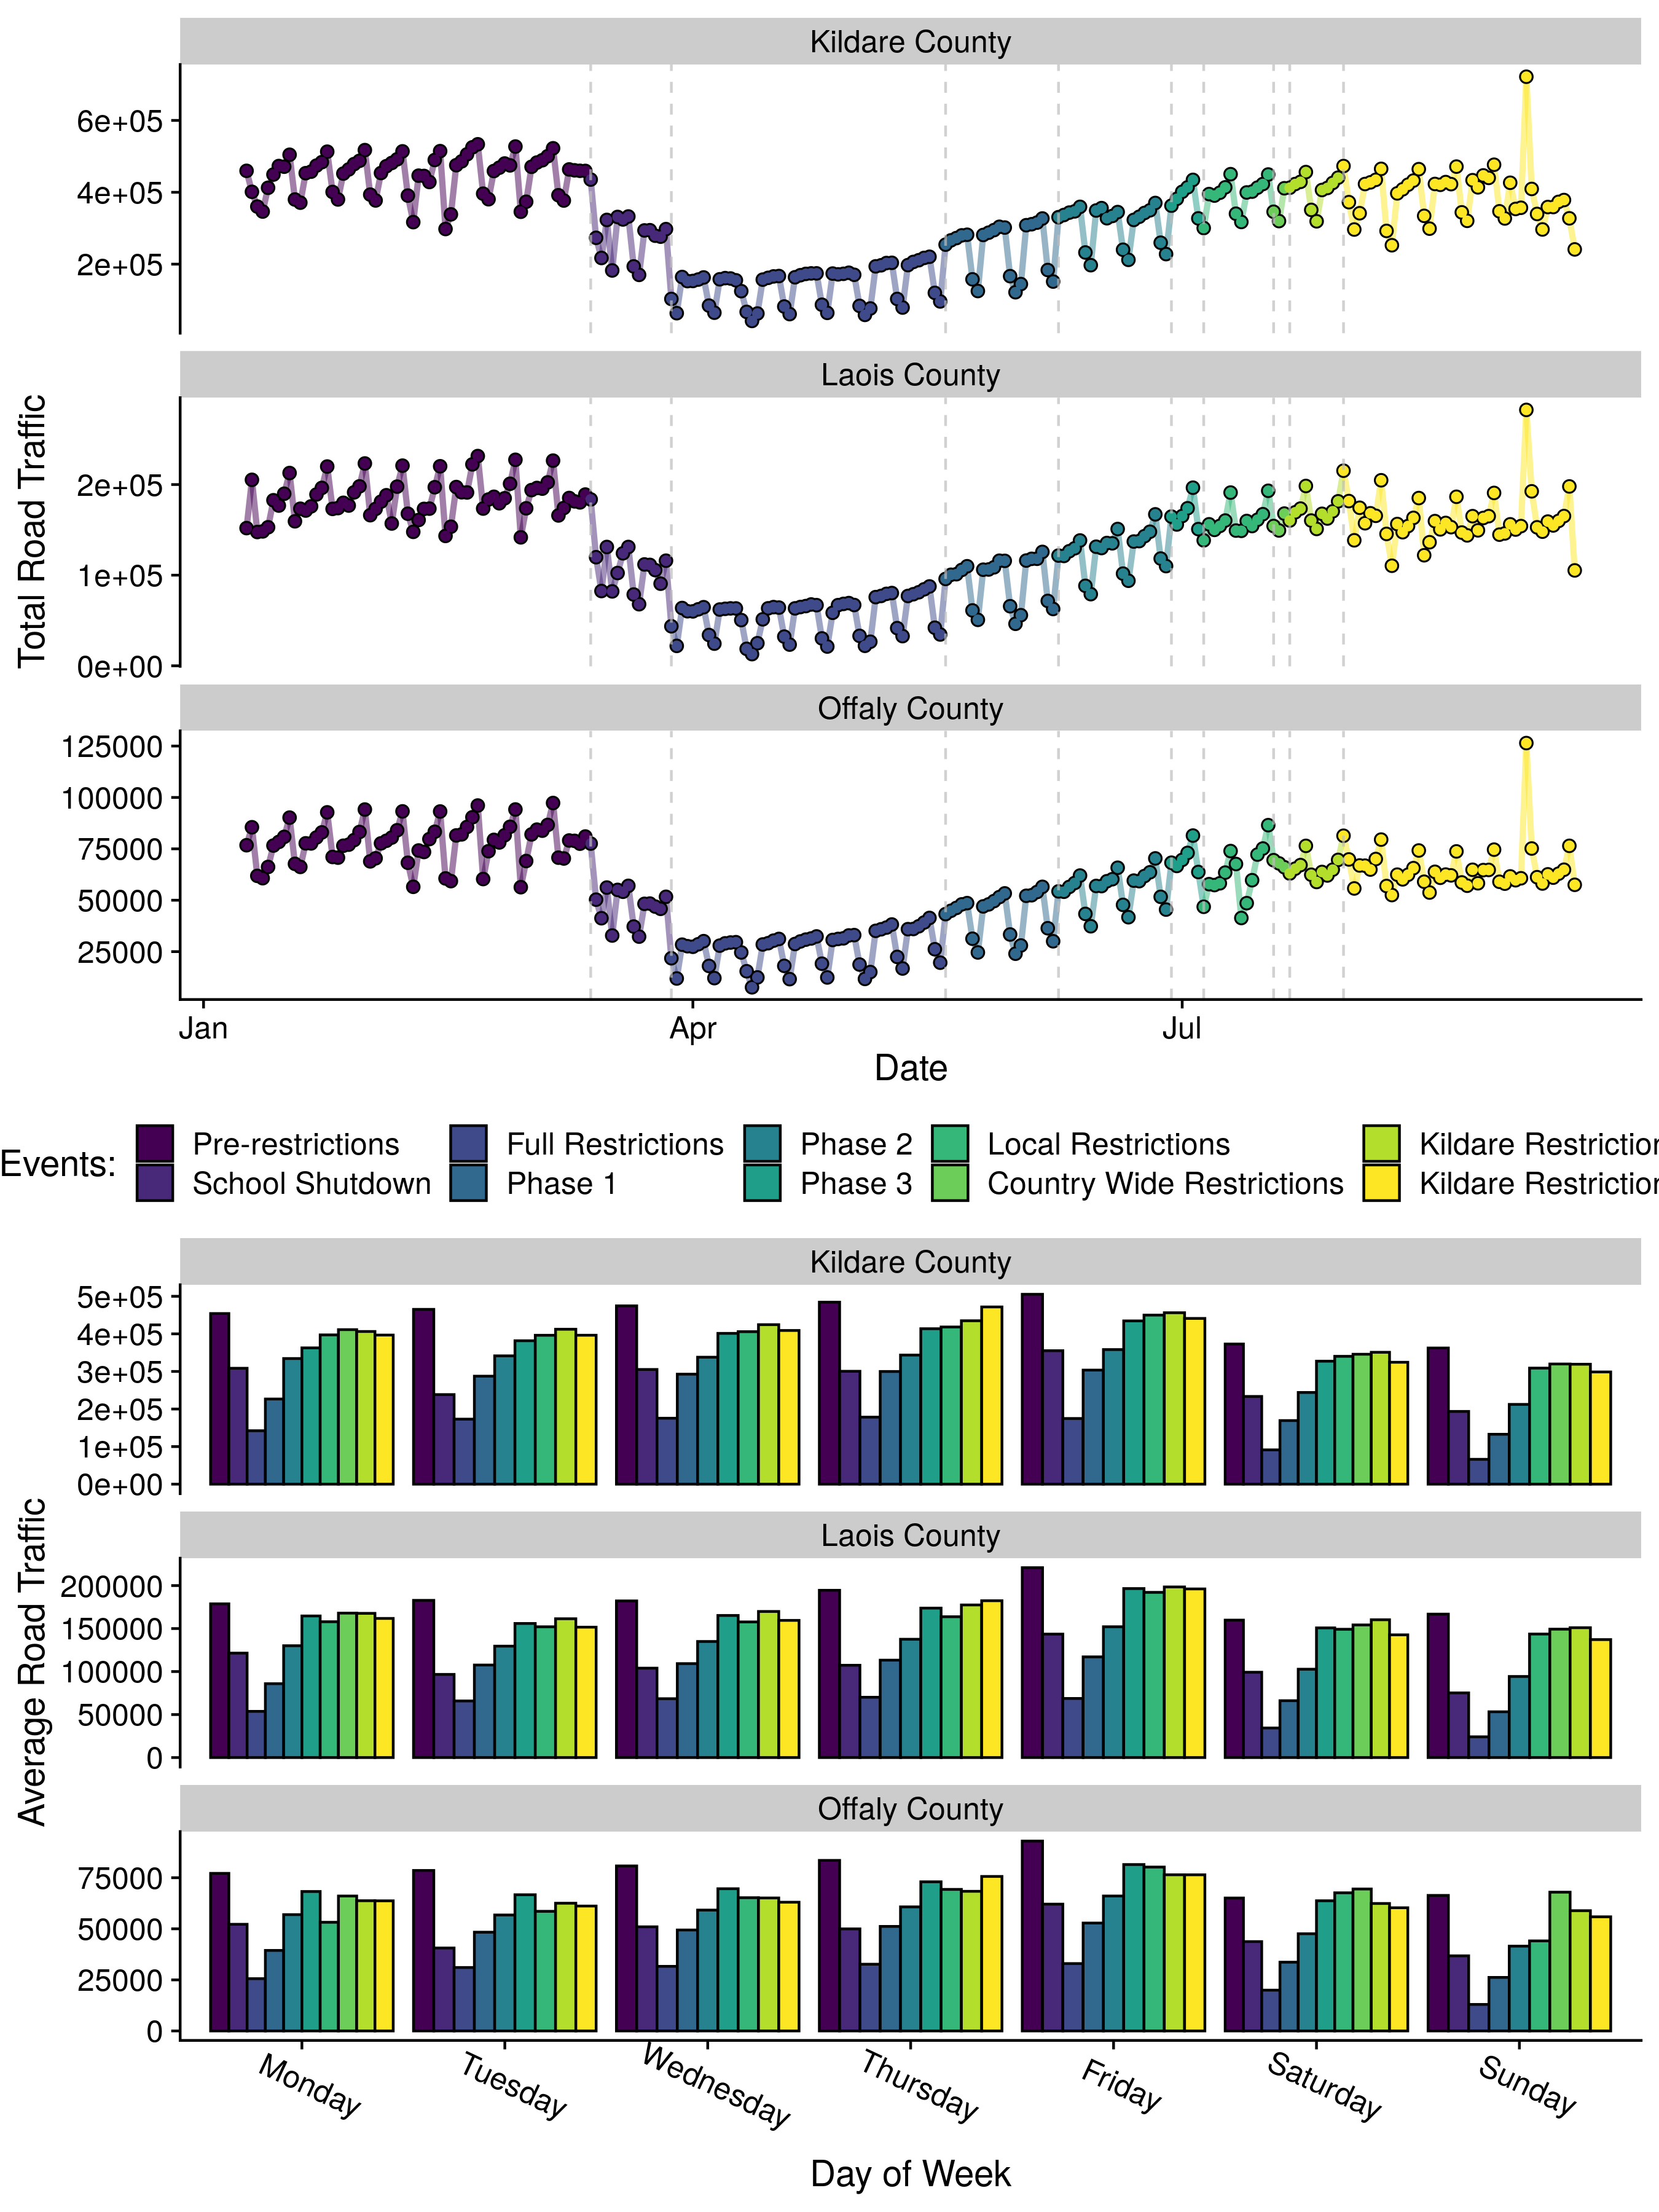 Kildare County
6e+05
4e+05
2e+05
Laois County
2e+05
1e+05
0e+00
Total Road Traffic
Offaly County
125000
100000
75000
50000
25000
Jan Apr Jul
Date
Events: Pre-restrictions Full Restrictions Phase 2 Local Restrictions Kildare Restriction
School Shutdown Phase 1 Phase 3 Country Wide Restrictions Kildare Restriction
Kildare County
5e+05
4e+05
3e+05
2e+05
1e+05
0e+00
Laois County
200000
150000
100000
50000
0
Average Road Traffic
Offaly County
75000
50000
25000
0
Monday Tuesday Wednesday Thursday Friday Saturday Sunday
Day of Week